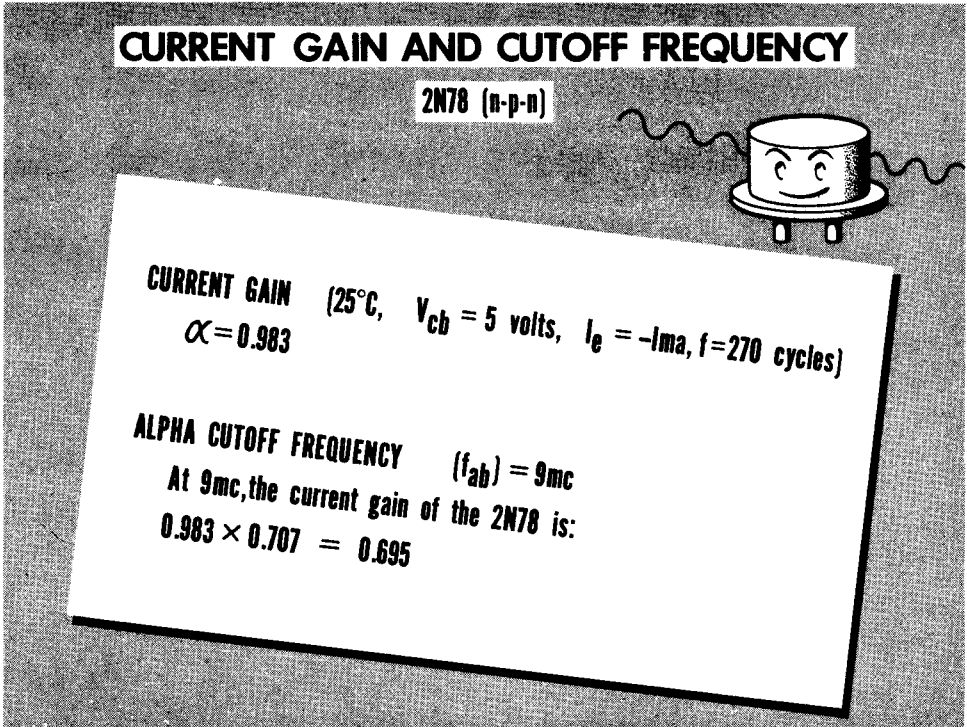 CURRENT GAIN AND CUTOFF FREQUENCY
2N78 (n-p-n)
CURRENT GAIN (25°C, Vcb = 5 volts, Ie = -1ma, f=270 cycles)
α=0.983
ALPHA CUTOFF FREQUENCY (fab) = 9mc
At 9mc,the current gain of the 2N78 is:
0.983 × 0.707 = 0.695